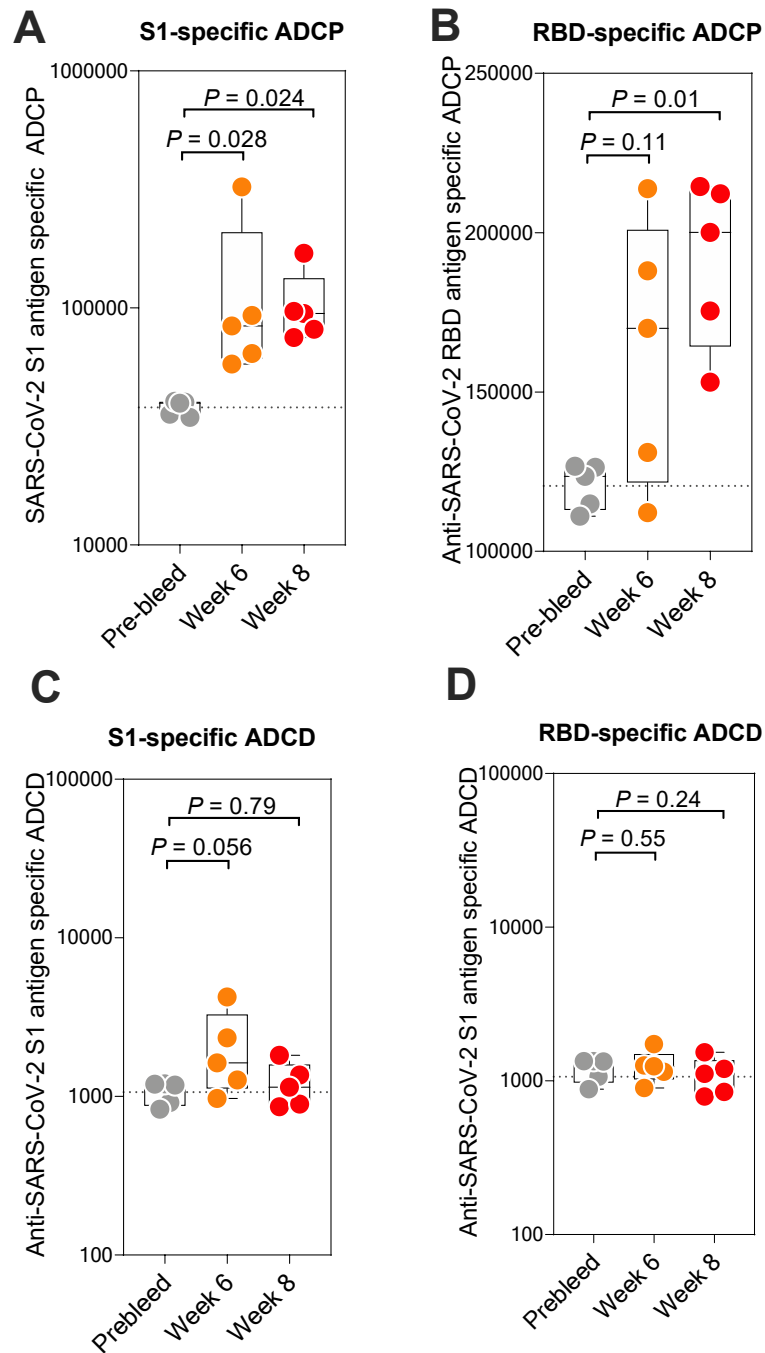 A
S1-specific ADCP
SARS-CoV-2 S1 antigen specific ADCP
1000000
100000
10000
P = 0.024
P = 0.028
Pre-bleed
Week 6
Week 8
B
RBD-specific ADCP
Anti-SARS-CoV-2 RBD antigen specific ADCP
250000
200000
150000
100000
P = 0.01
P = 0.11
Pre-bleed
Week 6
Week 8
C
S1-specific ADCD
Anti-SARS-CoV-2 S1 antigen specific ADCD
100000
10000
1000
100
P = 0.79
P = 0.056
Prebleed
Week 6
Week 8
D
RBD-specific ADCD
Anti-SARS-CoV-2 S1 antigen specific ADCD
100000
10000
1000
100
P = 0.24
P = 0.55
Prebleed
Week 6
Week 8